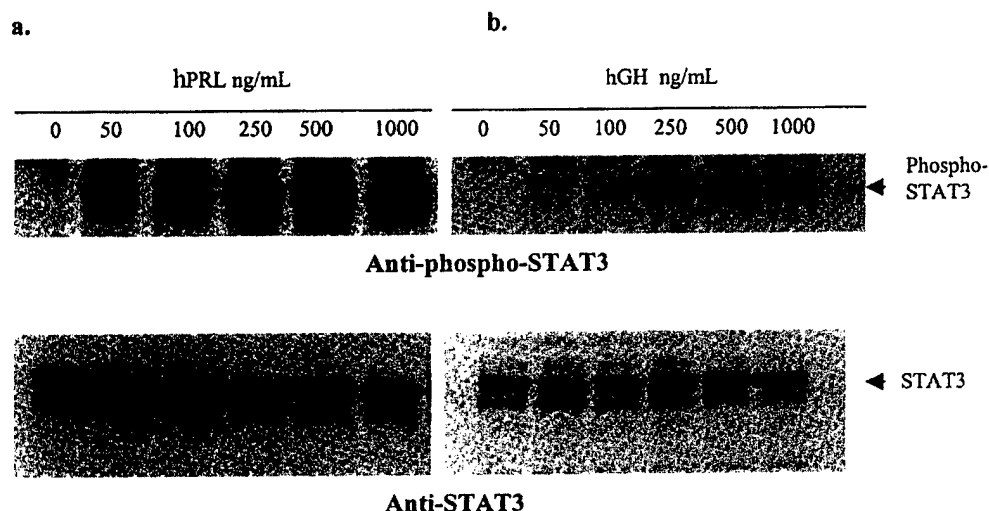 a.
b.
hPRL ng/mL
hGH ng/mL
0 50 100 250 500 1000
0 50 100 250 500 1000
Phospho-
STAT3
Anti-phospho-STAT3
STAT3
Anti-STAT3